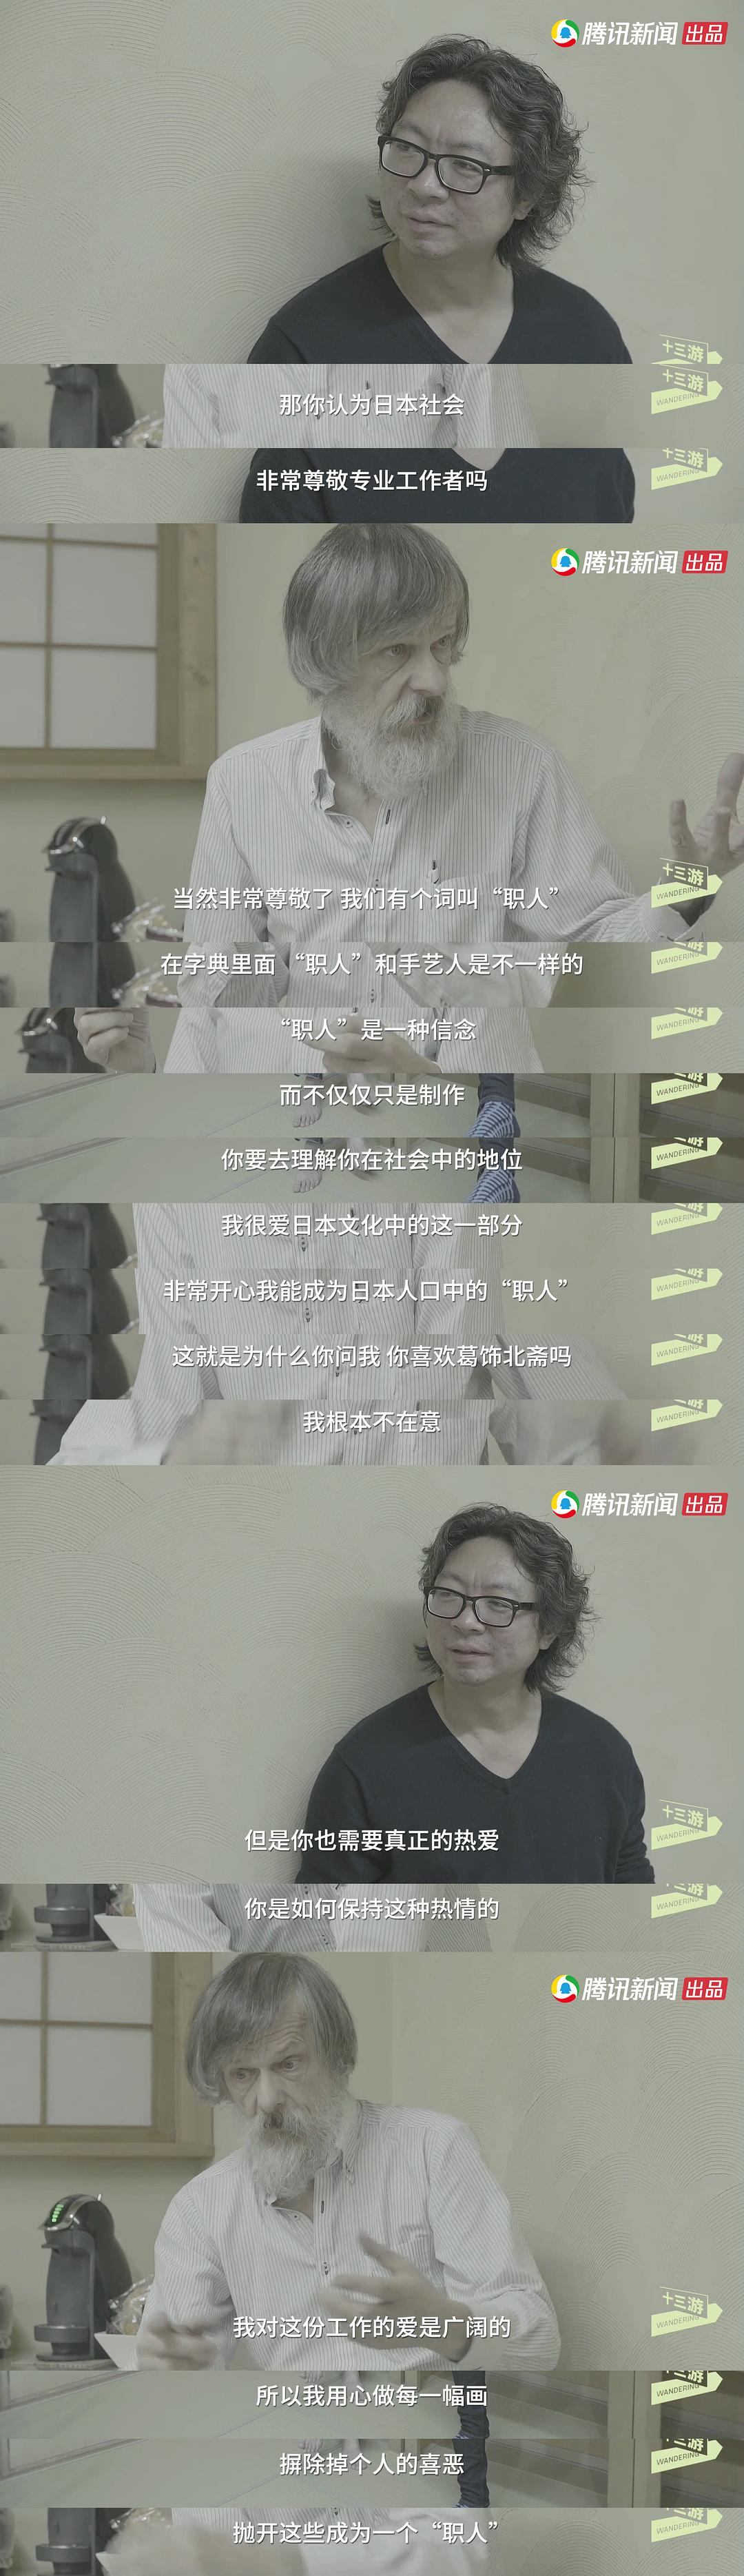 腾讯新闻 出品
十三游
十三游
WANDERING
那你认为日本社会
十三游
WANDERING
非常尊敬专业工作者吗
腾讯新闻 出品
十三游
WANDERING
当然非常尊敬了 我们有个词叫“职人”
WANDERING
在字典里面 “职人”和手艺人是不一样的
WANDERING
“职人”是一种信念
WANDERING
而不仅仅只是制作
WANDERING
你要去理解你在社会中的地位
WANDERING
我很爱日本文化中的这一部分
WANDERING
非常开心我能成为日本人口中的“职人”
WANDERING
这就是为什么你问我 你喜欢葛饰北斋吗
WANDERING
我根本不在意
腾讯新闻 出品
十三游
WANDERING
但是你也需要真正的热爱
WANDERING
你是如何保持这种热情的
腾讯新闻 出品
十三游
WANDERING
我对这份工作的爱是广阔的
WANDERING
所以我用心做每一幅画
WANDERING
摒除掉个人的喜恶
WANDERING
抛开这些成为一个“职人”